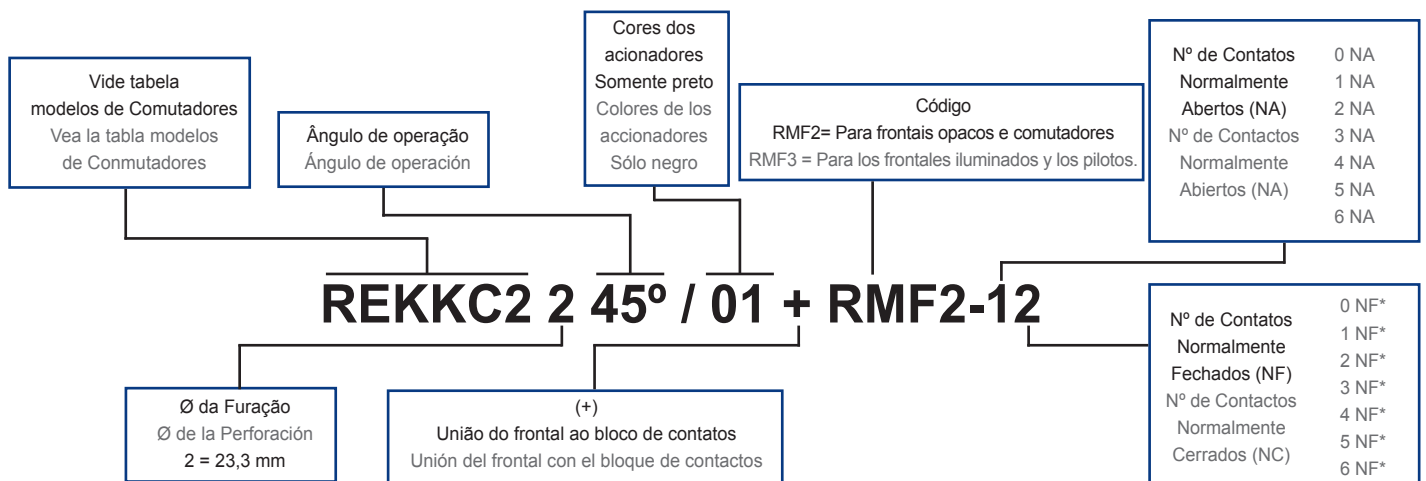 Vide tabela
modelos de Comutadores
Vea la tabla modelos
de Conmutadores
Ângulo de operação
Ángulo de operación
Cores dos
acionadores
Somente preto
Colores de los
accionadores
Sólo negro
Código
RMF2= Para frontais opacos e comutadores
RMF3 = Para los frontales iluminados y los pilotos.
Nº de Contatos
Normalmente
Abertos (NA)
Nº de Contactos
Normalmente
Abiertos (NA)
0 NA
1 NA
2 NA
3 NA
4 NA
5 NA
6 NA
REKKC2 2 45º / 01 + RMF2-12
Ø da Furação
Ø de la Perforación
2 = 23,3 mm
(+)
União do frontal ao bloco de contatos
Unión del frontal con el bloque de contactos
Nº de Contatos
Normalmente
Fechados (NF)
Nº de Contactos
Normalmente
Cerrados (NC)
0 NF*
1 NF*
2 NF*
3 NF*
4 NF*
5 NF*
6 NF*